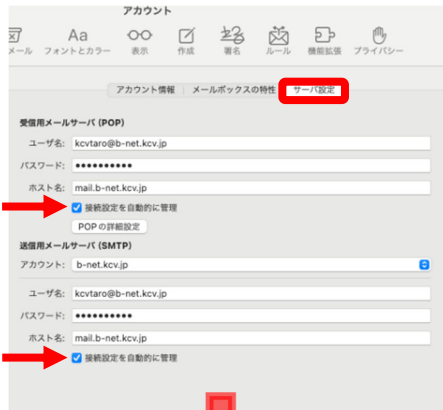 アカウント
メール フォントとカラー 表示 作成 署名 ルール 機能拡張 プライバシー
アカウント情報 メールボックスの特性 サーバ設定
受信用メールサーバ (POP)
ユーザ名: kcvtaro@b-net.kcv.jp
パスワード: ••••••••••
ホスト名: mail.b-net.kcv.jp
接続設定を自動的に管理
POP の詳細設定
送信用メールサーバ (SMTP)
アカウント: b-net.kcv.jp
ユーザ名: kcvtaro@b-net.kcv.jp
パスワード: ••••••••••
ホスト名: mail.b-net.kcv.jp
接続設定を自動的に管理